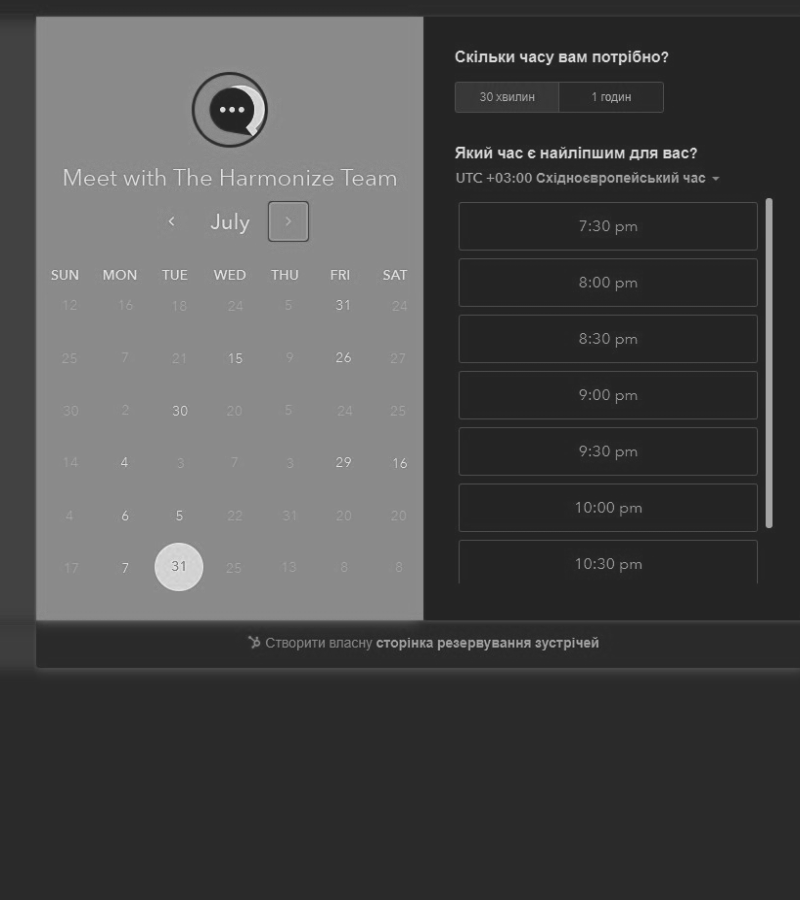 Meet with The Harmonize Team
July
SUN MON TUE WED THU FRI SAT
12 16 18 24 5 31 24
25 7 21 15 9 26 27
30 2 30 20 5 24 25
14 4 3 7 3 29 16
4 6 5 22 31 20 20
17 7 31 25 13 8 8
Скільки часу вам потрібно?
30 хвилин 1 годин
Який час є найліпшим для вас?
UTC +03:00 Східноєвропейський час
7:30 pm
8:00 pm
8:30 pm
9:00 pm
9:30 pm
10:00 pm
10:30 pm
Створити власну сторінка резервування зустрічей